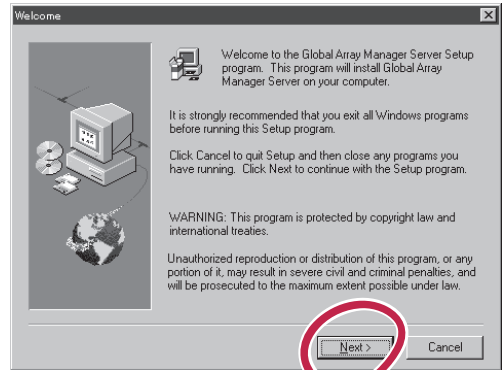 Welcome
Welcome to the Global Array Manager Server Setup
program. This program will install Global Array
Manager Server on your computer.
It is strongly recommended that you exit all Windows programs
before running this Setup program.
Click Cancel to quit Setup and then close any programs you
have running. Click Next to continue with the Setup program.
WARNING: This program is protected by copyright law and
international treaties.
Unauthorized reproduction or distribution of this program, or any
portion of it, may result in severe civil and criminal penalties, and
will be prosecuted to the maximum extent possible under law.
Next >
Cancel